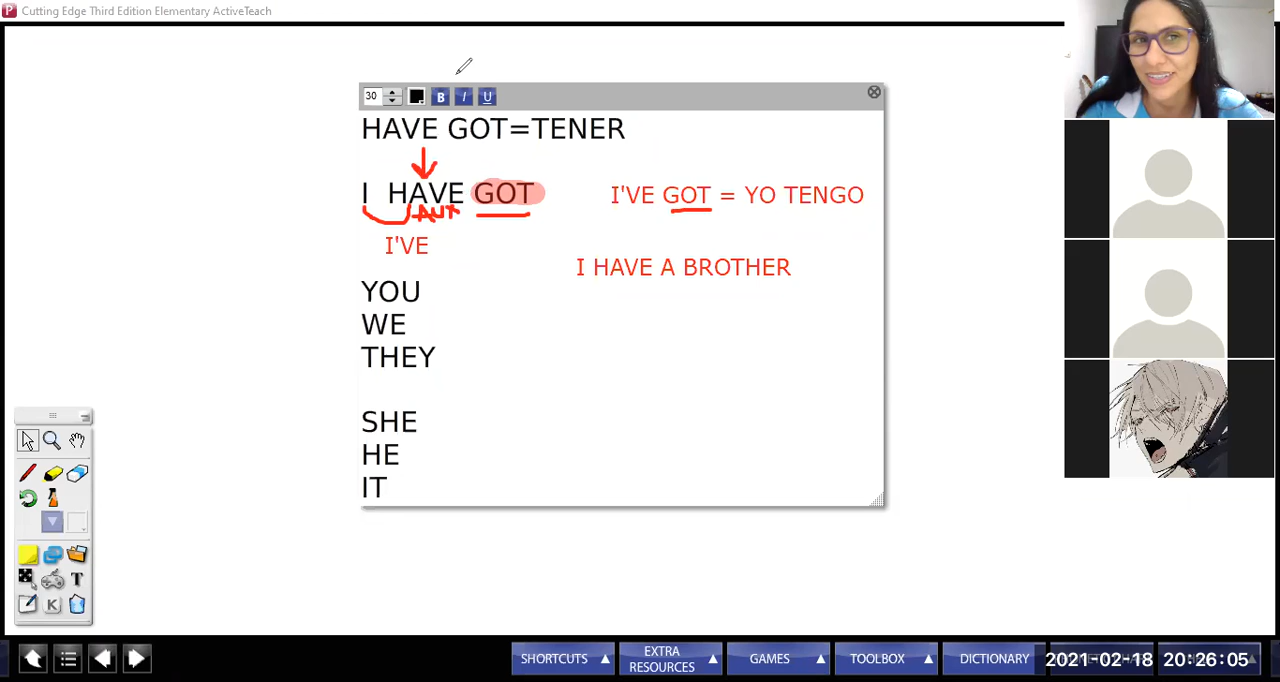 Cutting Edge Third Edition Elementary ActiveTeach
30 B I U
HAVE GOT=TENER
I HAVE GOT
I'VE GOT = YO TENGO
AUX
I'VE
I HAVE A BROTHER
YOU
WE
THEY
SHE
HE
IT
T
K
SHORTCUTS
EXTRA
RESOURCES
GAMES
TOOLBOX
DICTIONARY
2021-02-18 20:26:05